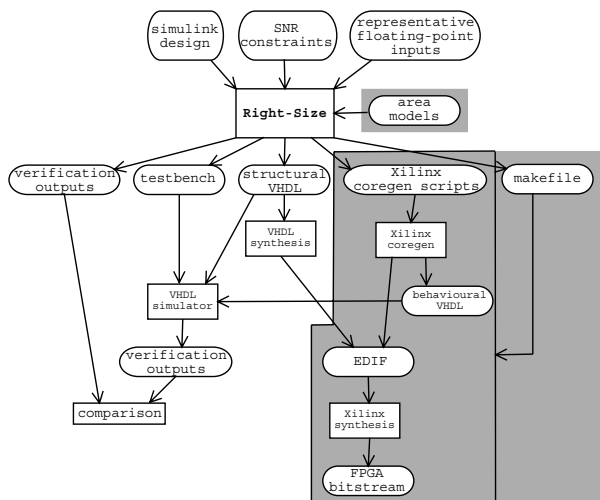 simulink
design
SNR
constraints
representative
floating-point
inputs
Right-Size
area
models
verification
outputs
testbench
structural
VHDL
Xilinx
coregen scripts
makefile
VHDL
synthesis
Xilinx
coregen
VHDL
simulator
behavioural
VHDL
verification
outputs
EDIF
comparison
Xilinx
synthesis
FPGA
bitstream